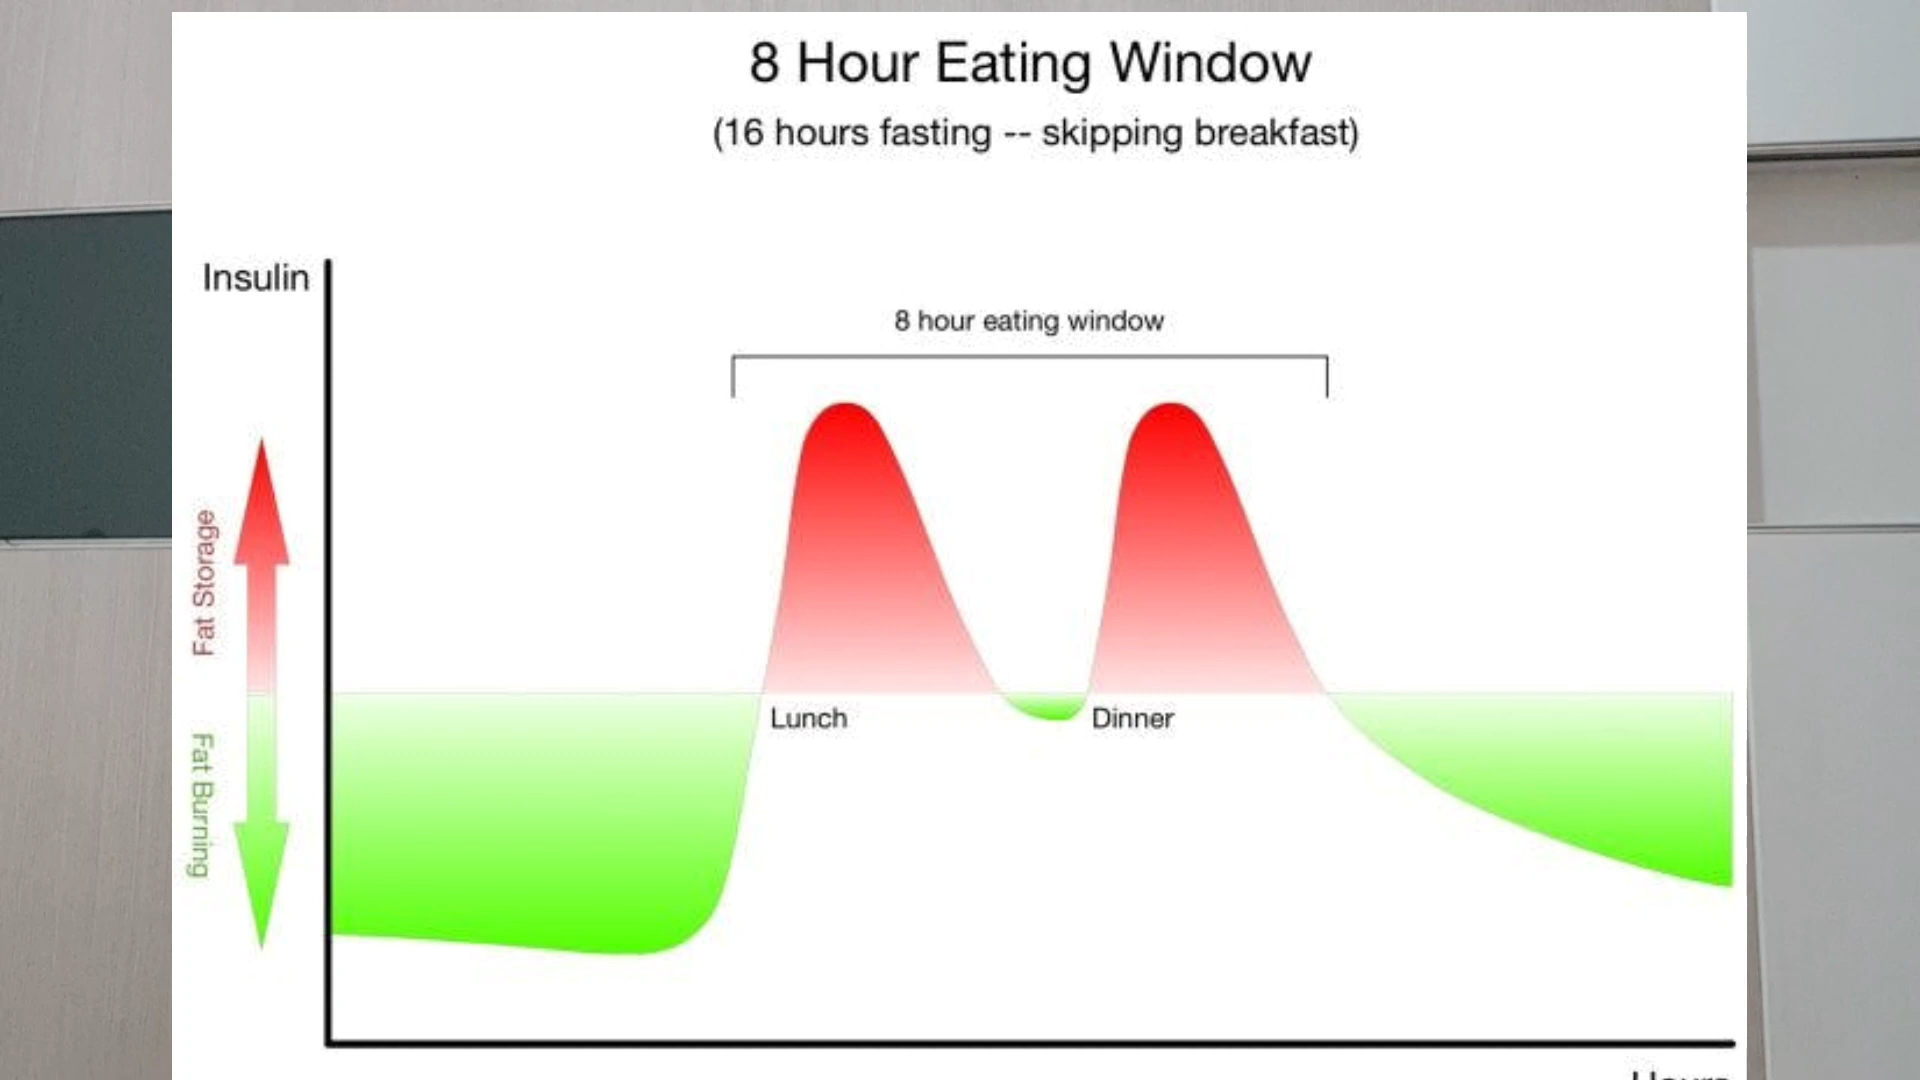 8 Hour Eating Window
(16 hours fasting -- skipping breakfast)
Insulin
8 hour eating window
Fat Storage
Lunch
Dinner
Fat Burning
Hours